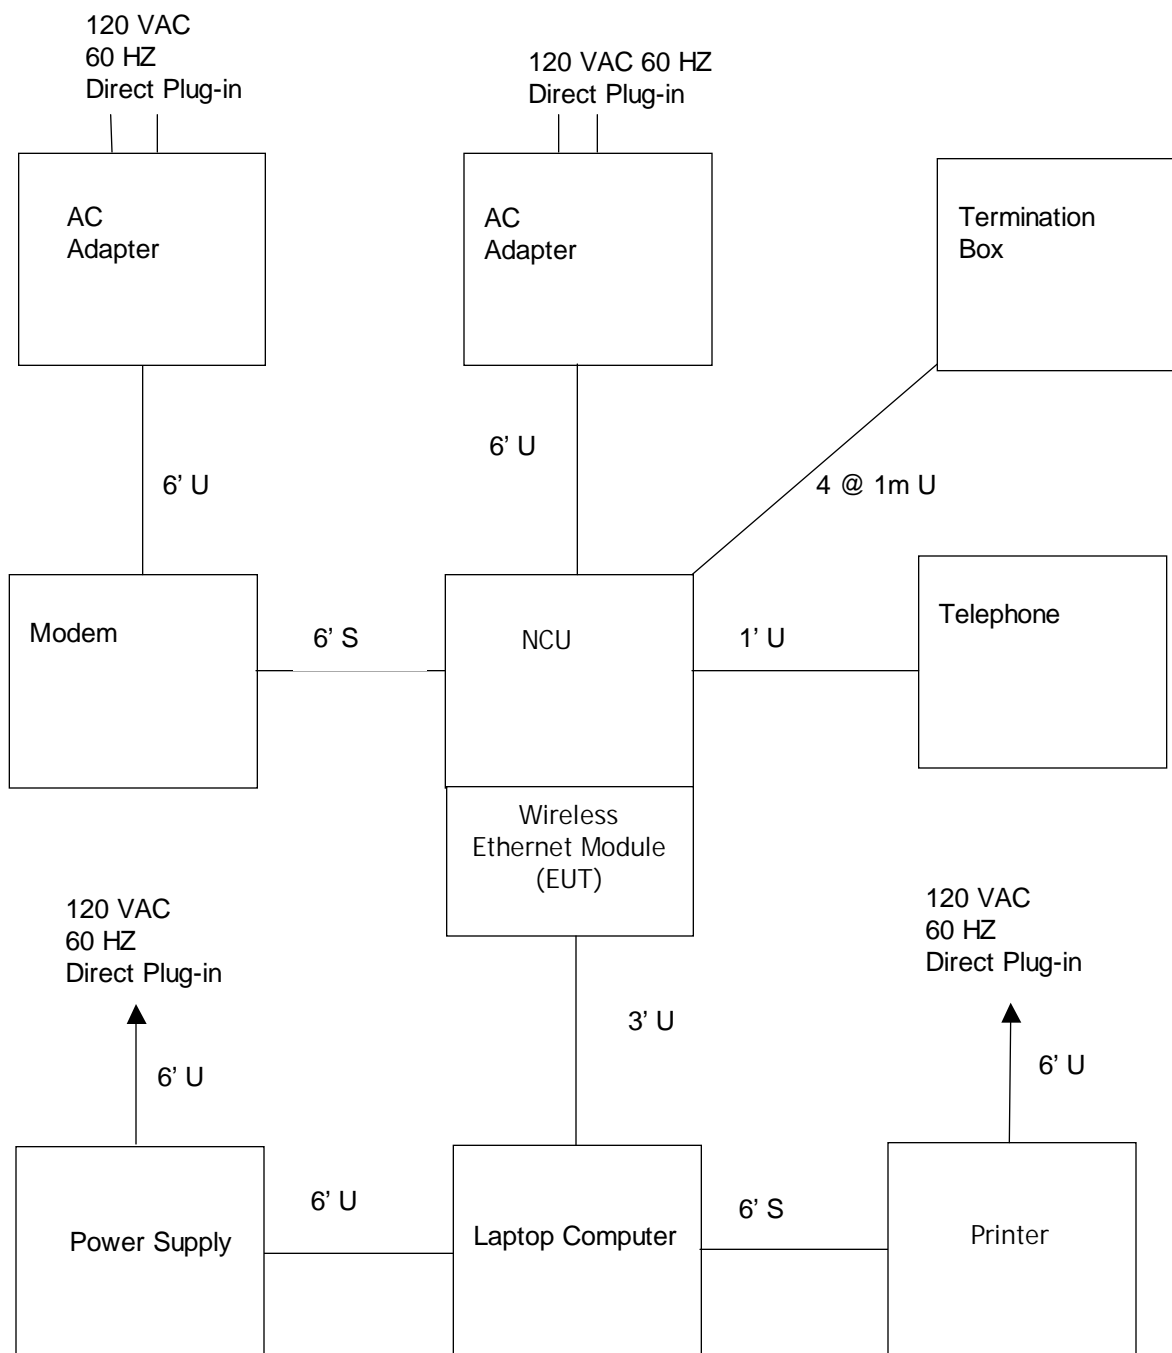 120 VAC
60 HZ
Direct Plug-in
120 VAC 60 HZ
Direct Plug-in
AC
Adapter
AC
Adapter
Termination
Box
6’ U
6’ U
4 @ 1m U
Modem
6’ S
NCU
1’ U
Telephone
Wireless
Ethernet Module
(EUT)
120 VAC
60 HZ
Direct Plug-in
120 VAC
60 HZ
Direct Plug-in
6’ U
3’ U
6’ U
Power Supply
6’ U
Laptop Computer
6’ S
Printer